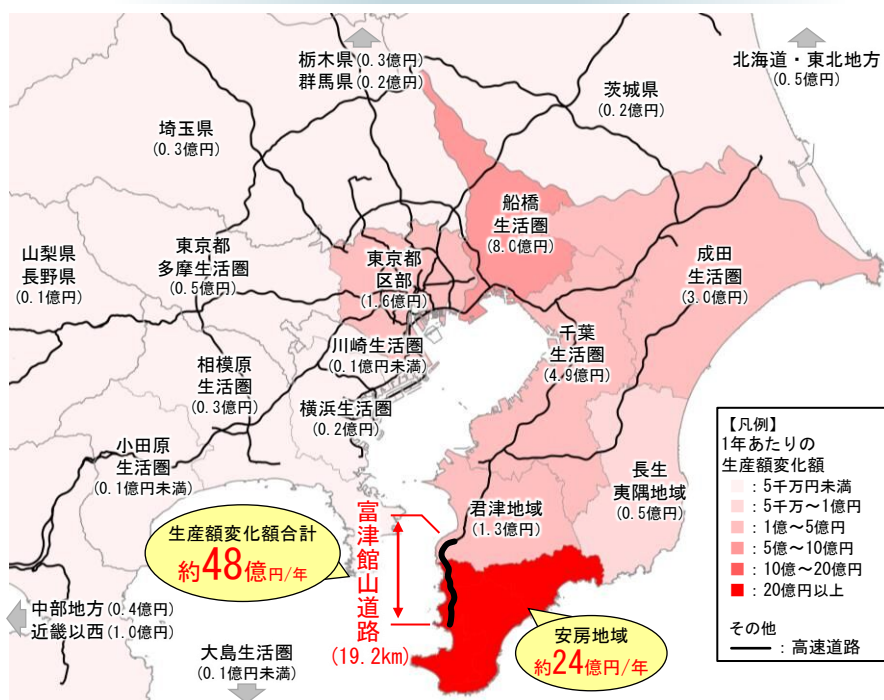 栃木県(0.3億円)
群馬県(0.2億円)
北海道・東北地方
(0.5億円)
茨城県
(0.2億円)
埼玉県
(0.3億円)
船橋
生活圏
(8.0億円)
山梨県
長野県
(0.1億円)
東京都
多摩生活圏
(0.5億円)
東京都
区部
(1.6億円)
成田
生活圏
(3.0億円)
川崎生活圏
(0.1億円未満)
千葉
生活圏
(4.9億円)
相模原
生活圏
(0.3億円)
横浜生活圏
(0.2億円)
小田原
生活圏
(0.1億円未満)
君津地域
(1.3億円)
長生
夷隅地域
(0.5億円)
【凡例】
1年あたりの
生産額変化額
：5千万円未満
：5千万～1億円
：1億～5億円
：5億～10億円
：10億～20億円
：20億円以上
その他
：高速道路
生産額変化額合計
約48億円/年
富津館山道路
(19.2km)
安房地域
約24億円/年
中部地方(0.4億円)
近畿以西(1.0億円)
大島生活圏
(0.1億円未満)